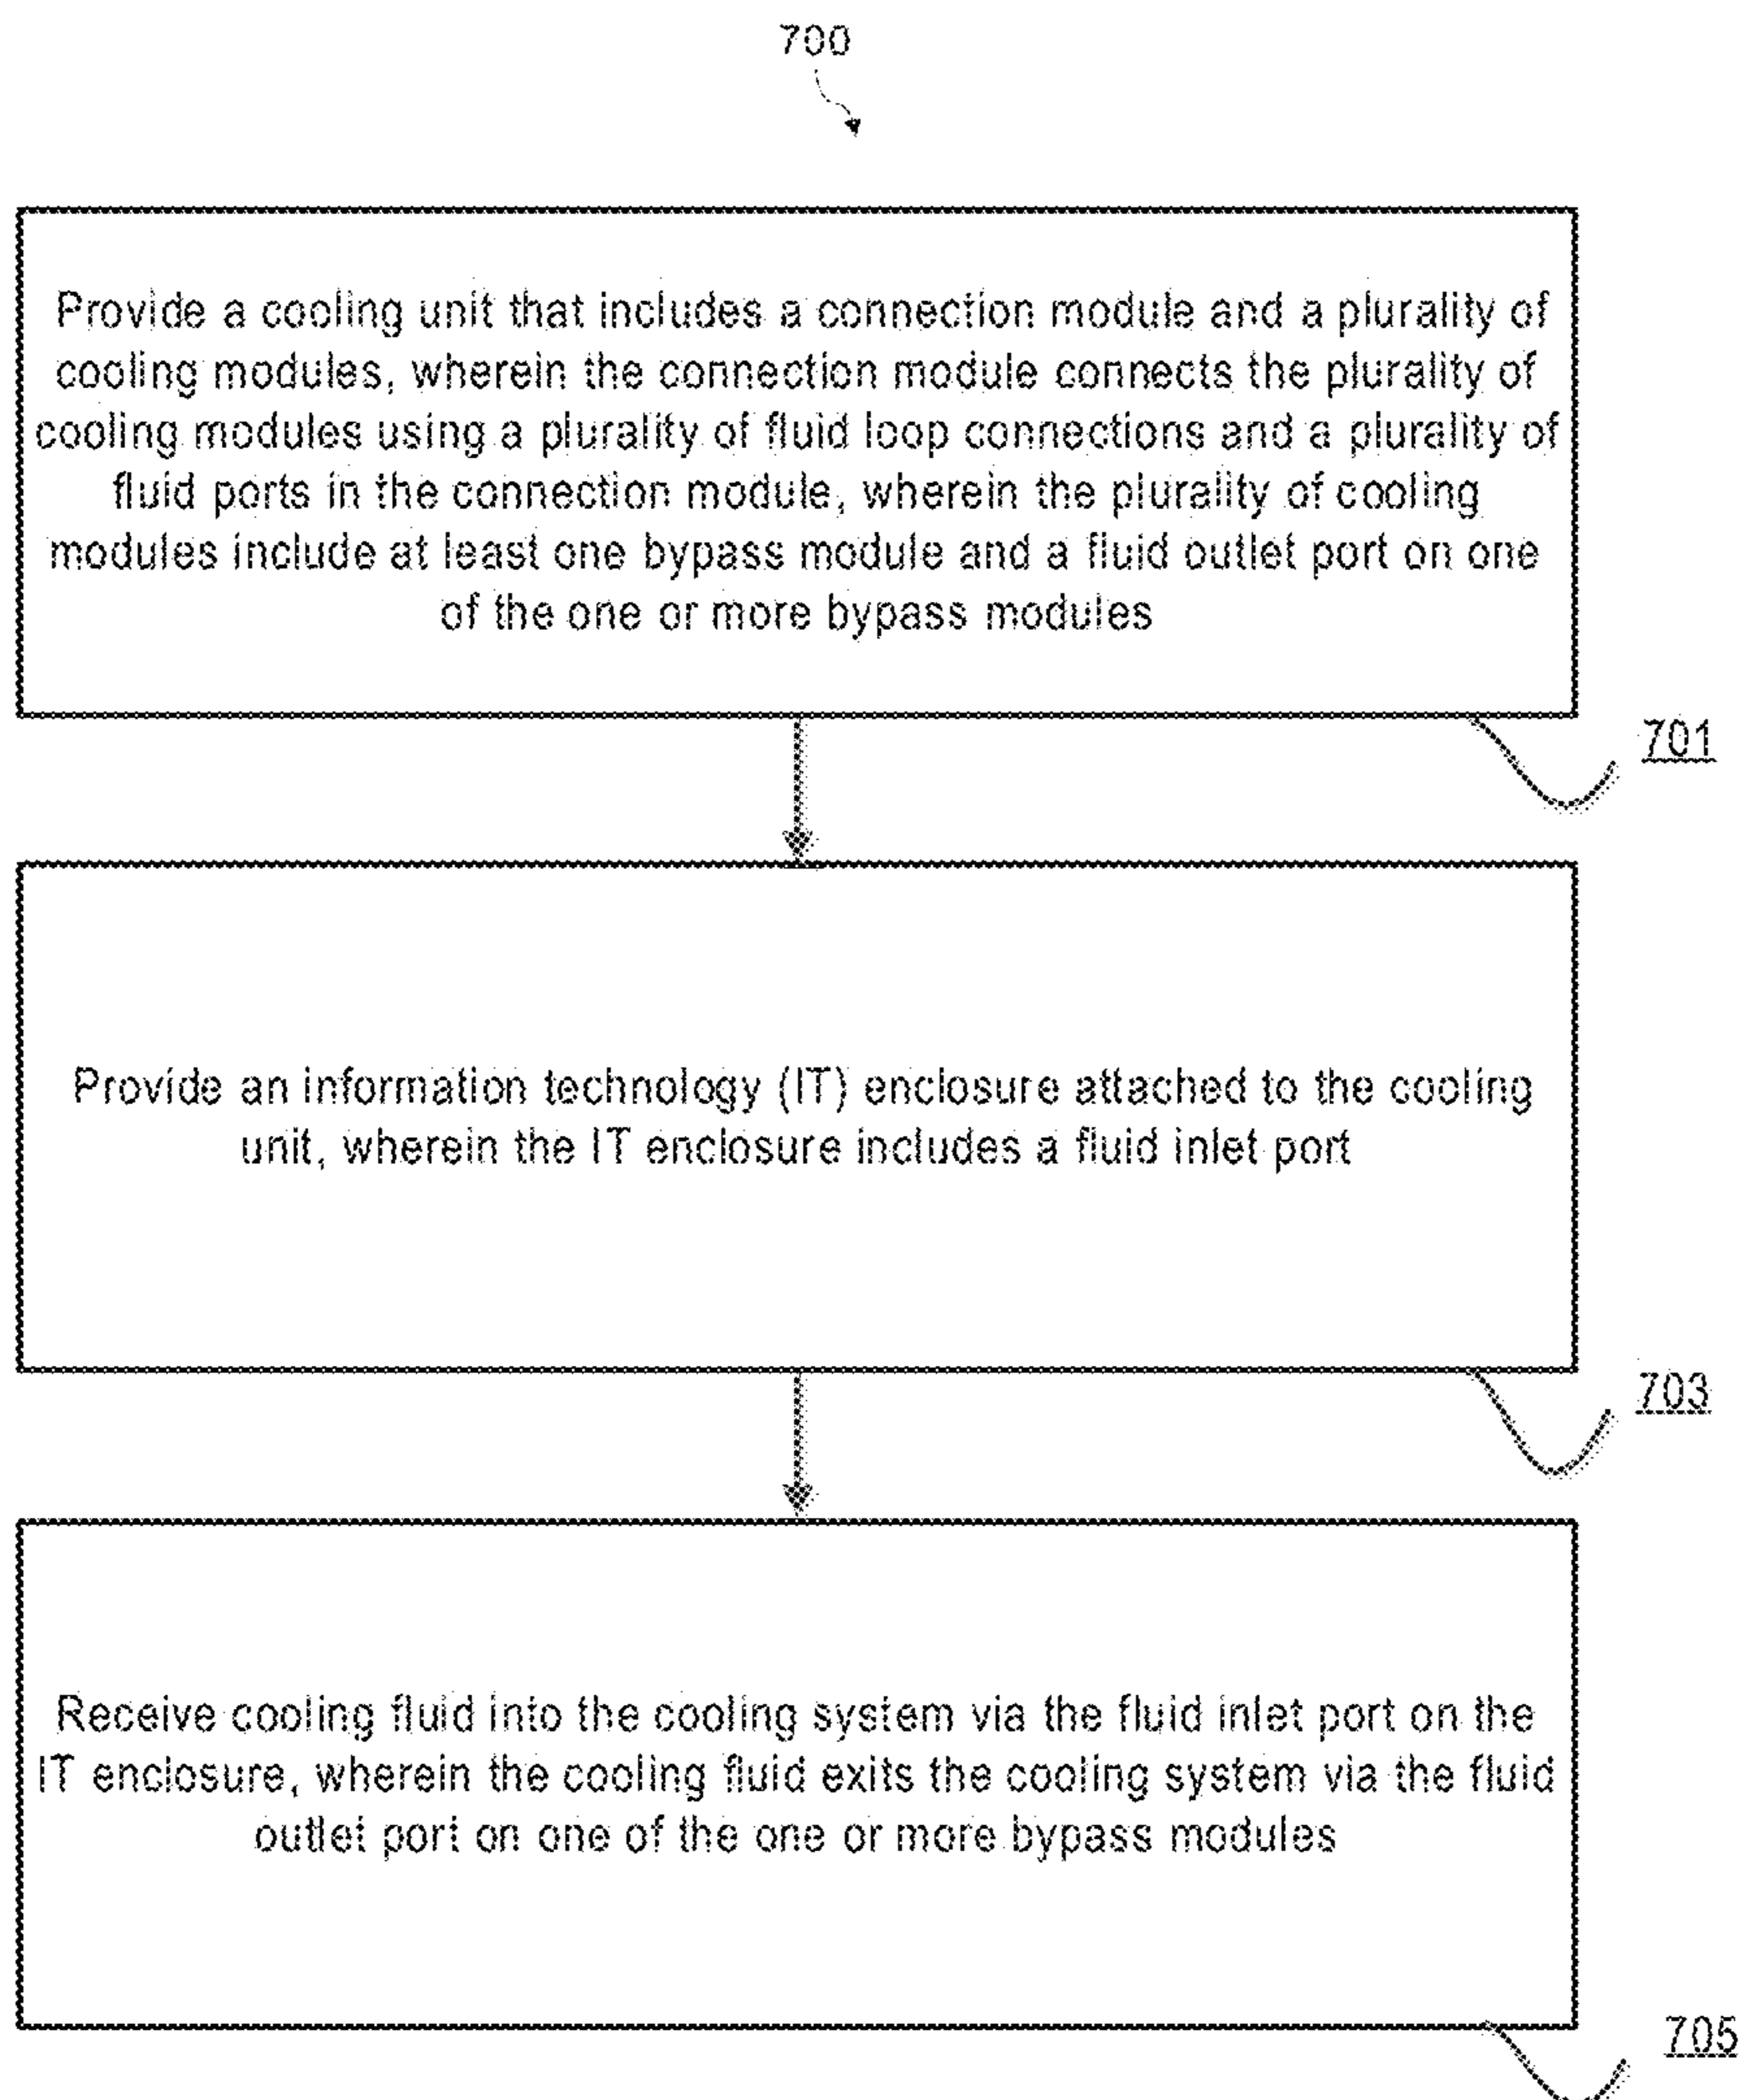 700
Provide a cooling unit that includes a connection module and a plurality of
cooling modules, wherein the connection module connects the plurality of
cooling modules using a plurality of fluid loop connections and a plurality of
fluid ports in the connection module, wherein the plurality of cooling
modules include at least one bypass module and a fluid outlet port on one
of the one or more bypass modules
701
Provide an information technology (IT) enclosure attached to the cooling
unit, wherein the IT enclosure includes a fluid inlet port
703
Receive cooling fluid into the cooling system via the fluid inlet port on the
IT enclosure, wherein the cooling fluid exits the cooling system via the fluid
outlet port on one of the one or more bypass modules
705